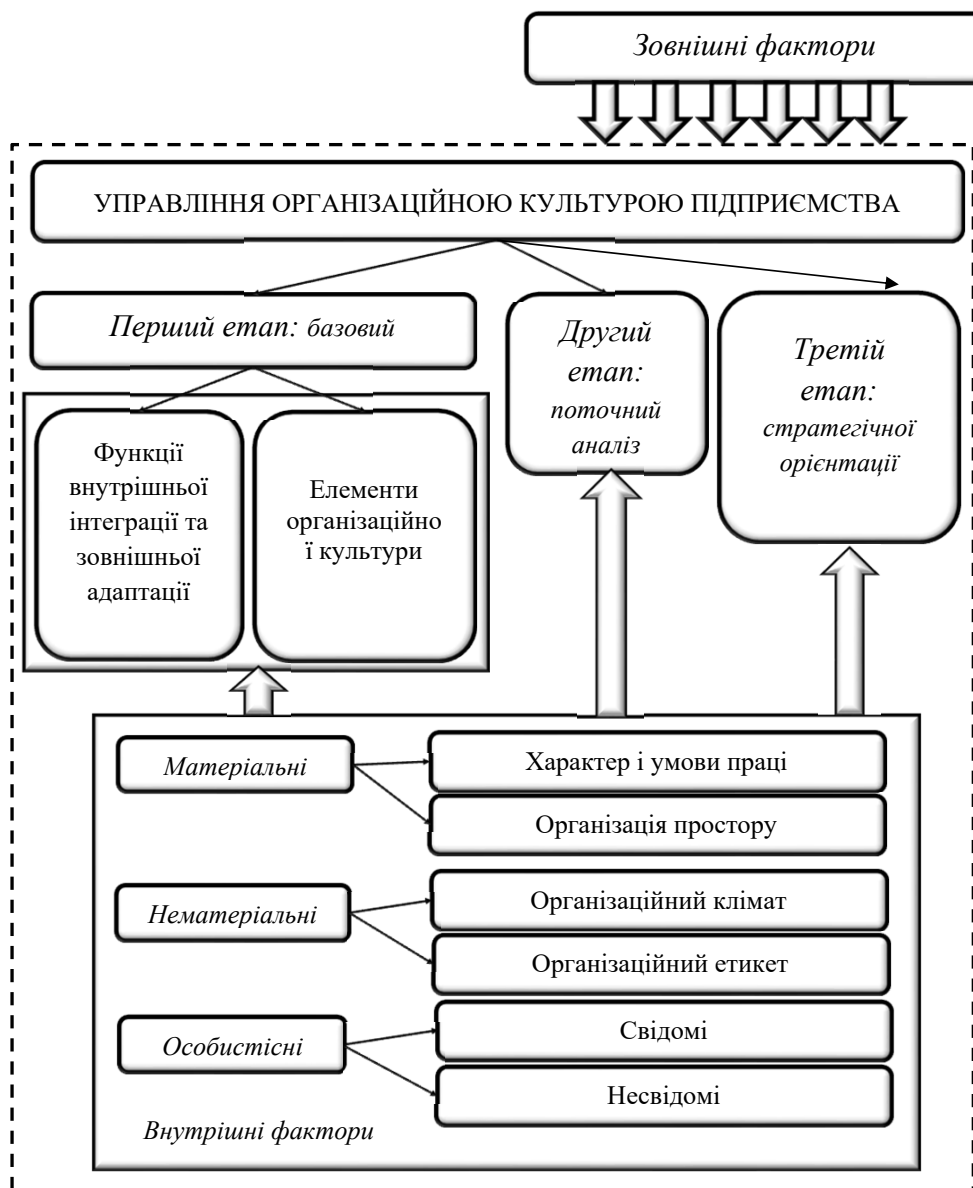 Зовнішні фактори
УПРАВЛІННЯ ОРГАНІЗАЦІЙНОЮ КУЛЬТУРОЮ ПІДПРИЄМСТВА
Перший етап: базовий
Другий
етап:
поточний
аналіз
Третій
етап:
стратегічної
орієнтації
Функції
внутрішньої
інтеграції та
зовнішньої
адаптації
Елементи
організаційно
ї культури
Матеріальні
Характер і умови праці
Організація простору
Нематеріальні
Організаційний клімат
Організаційний етикет
Особистісні
Свідомі
Несвідомі
Внутрішні фактори